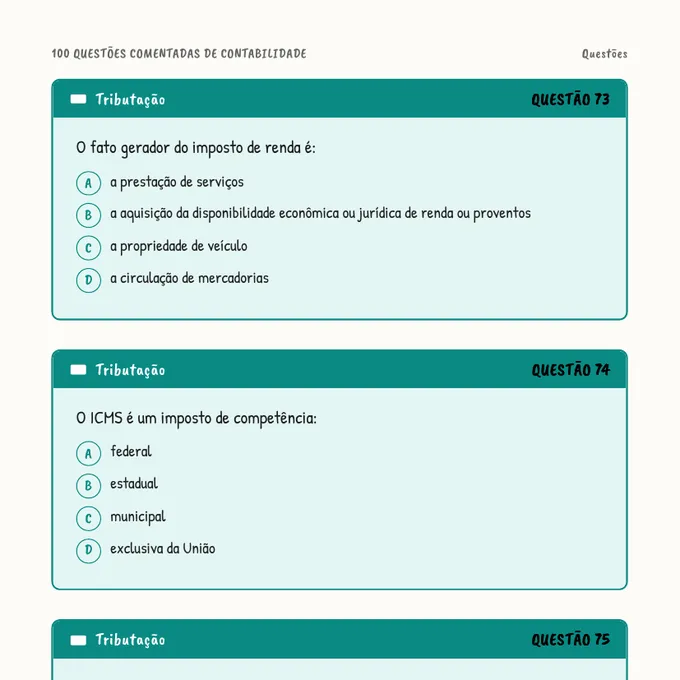 100 QUESTÕES COMENTADAS DE CONTABILIDADE
Questões
Tributação
QUESTÃO 73
O fato gerador do imposto de renda é:
A a prestação de serviços
B a aquisição da disponibilidade econômica ou jurídica de renda ou proventos
C a propriedade de veículo
D a circulação de mercadorias
Tributação
QUESTÃO 74
O ICMS é um imposto de competência:
A federal
B estadual
C municipal
D exclusiva da União
Tributação
QUESTÃO 75